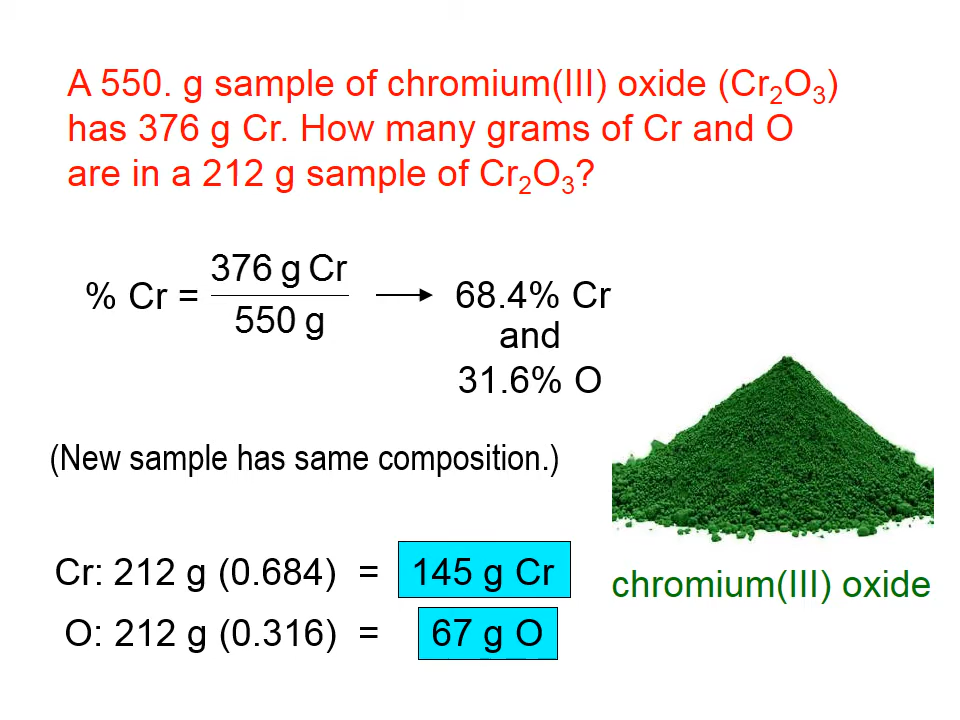 A 550. g sample of chromium(III) oxide (Cr₂O₃)
has 376 g Cr. How many grams of Cr and O
are in a 212 g sample of Cr₂O₃?
% Cr = 376 g Cr / 550 g → 68.4% Cr
and
31.6% O
(New sample has same composition.)
Cr: 212 g (0.684) = 145 g Cr
O: 212 g (0.316) = 67 g O
chromium(III) oxide